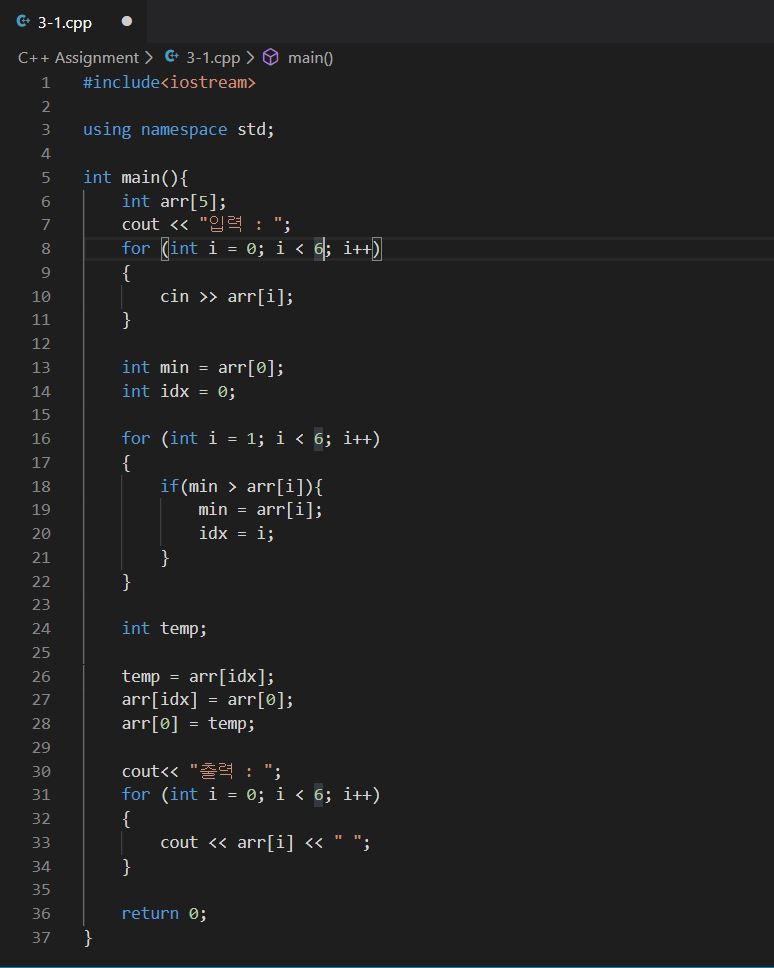 3-1.cpp
C++ Assignment > 3-1.cpp > main()
1 #include<iostream>
2
3 using namespace std;
4
5 int main(){
6     int arr[5];
7     cout << "입력 : ";
8     for (int i = 0; i < 6; i++)
9     {
10         cin >> arr[i];
11     }
12
13     int min = arr[0];
14     int idx = 0;
15
16     for (int i = 1; i < 6; i++)
17     {
18         if(min > arr[i]){
19             min = arr[i];
20             idx = i;
21         }
22     }
23
24     int temp;
25
26     temp = arr[idx];
27     arr[idx] = arr[0];
28     arr[0] = temp;
29
30     cout<< "출력 : ";
31     for (int i = 0; i < 6; i++)
32     {
33         cout << arr[i] << " ";
34     }
35
36     return 0;
37 }